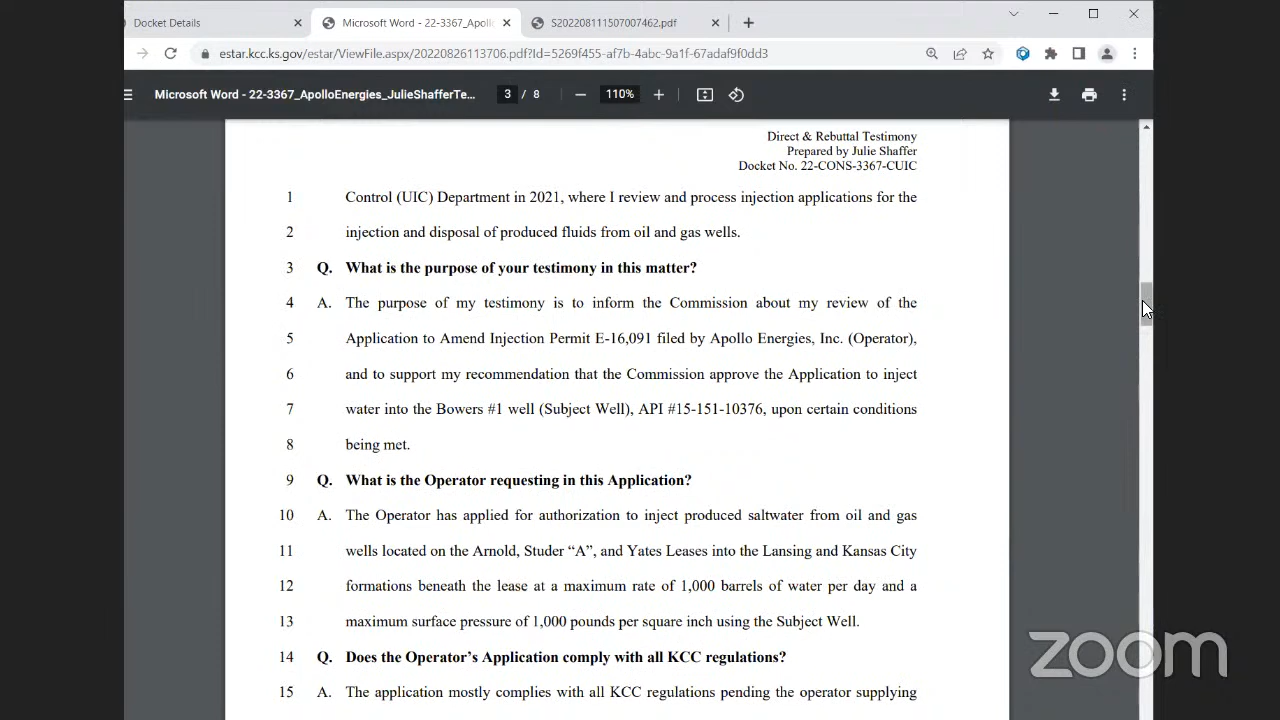 Docket Details
Microsoft Word - 22-3367_Apollo
S202208111507007462.pdf
estar.kcc.ks.gov/estar/ViewFile.aspx/20220826113706.pdf?Id=5269f455-af7b-4abc-9a1f-67adaf9f0dd3
Microsoft Word - 22-3367_ApolloEnergies_JulieShafferTe...
3 / 8
110%
Direct & Rebuttal Testimony
Prepared by Julie Shaffer
Docket No. 22-CONS-3367-CUIC
1 Control (UIC) Department in 2021, where I review and process injection applications for the
2 injection and disposal of produced fluids from oil and gas wells.
3 Q. What is the purpose of your testimony in this matter?
4 A. The purpose of my testimony is to inform the Commission about my review of the
5 Application to Amend Injection Permit E-16,091 filed by Apollo Energies, Inc. (Operator),
6 and to support my recommendation that the Commission approve the Application to inject
7 water into the Bowers #1 well (Subject Well), API #15-151-10376, upon certain conditions
8 being met.
9 Q. What is the Operator requesting in this Application?
10 A. The Operator has applied for authorization to inject produced saltwater from oil and gas
11 wells located on the Arnold, Studer “A”, and Yates Leases into the Lansing and Kansas City
12 formations beneath the lease at a maximum rate of 1,000 barrels of water per day and a
13 maximum surface pressure of 1,000 pounds per square inch using the Subject Well.
14 Q. Does the Operator’s Application comply with all KCC regulations?
15 A. The application mostly complies with all KCC regulations pending the operator supplying
zoom